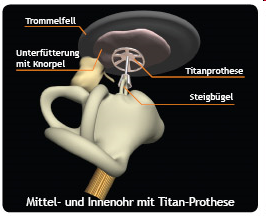 Trommelfell
Unterfütterung
mit Knorpel
Titanprothese
Steigbügel
Mittel- und Innenohr mit Titan-Prothese